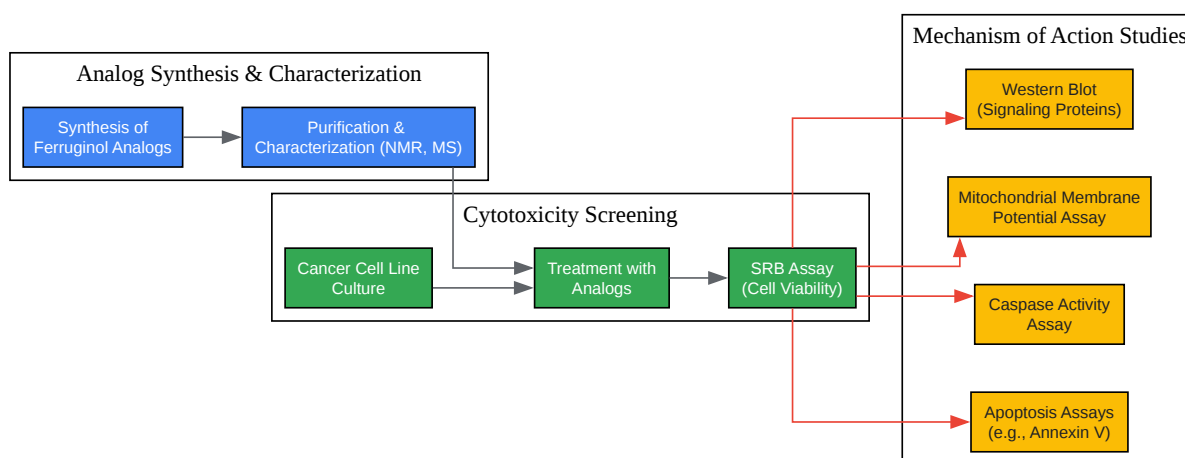 Analog Synthesis & Characterization
Synthesis of
Ferruginol Analogs
Purification &
Characterization (NMR, MS)
Cytotoxicity Screening
Cancer Cell Line
Culture
Treatment with
Analogs
SRB Assay
(Cell Viability)
Mechanism of Action Studies
Western Blot
(Signaling Proteins)
Mitochondrial Membrane
Potential Assay
Caspase Activity
Assay
Apoptosis Assays
(e.g., Annexin V)